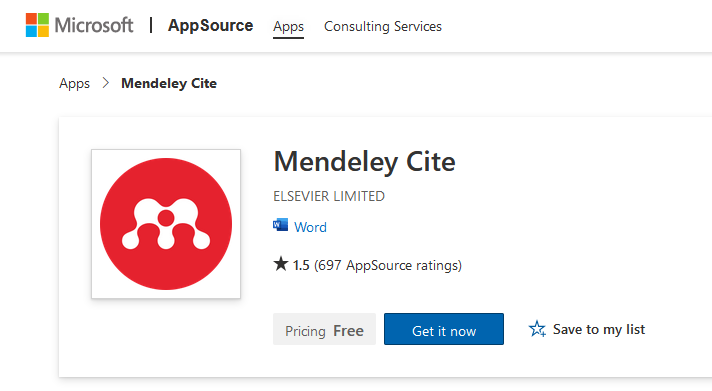 Microsoft | AppSource Apps Consulting Services
Apps > Mendeley Cite
Mendeley Cite
ELSEVIER LIMITED
Word
★ 1.5 (697 AppSource ratings)
Pricing Free Get it now Save to my list